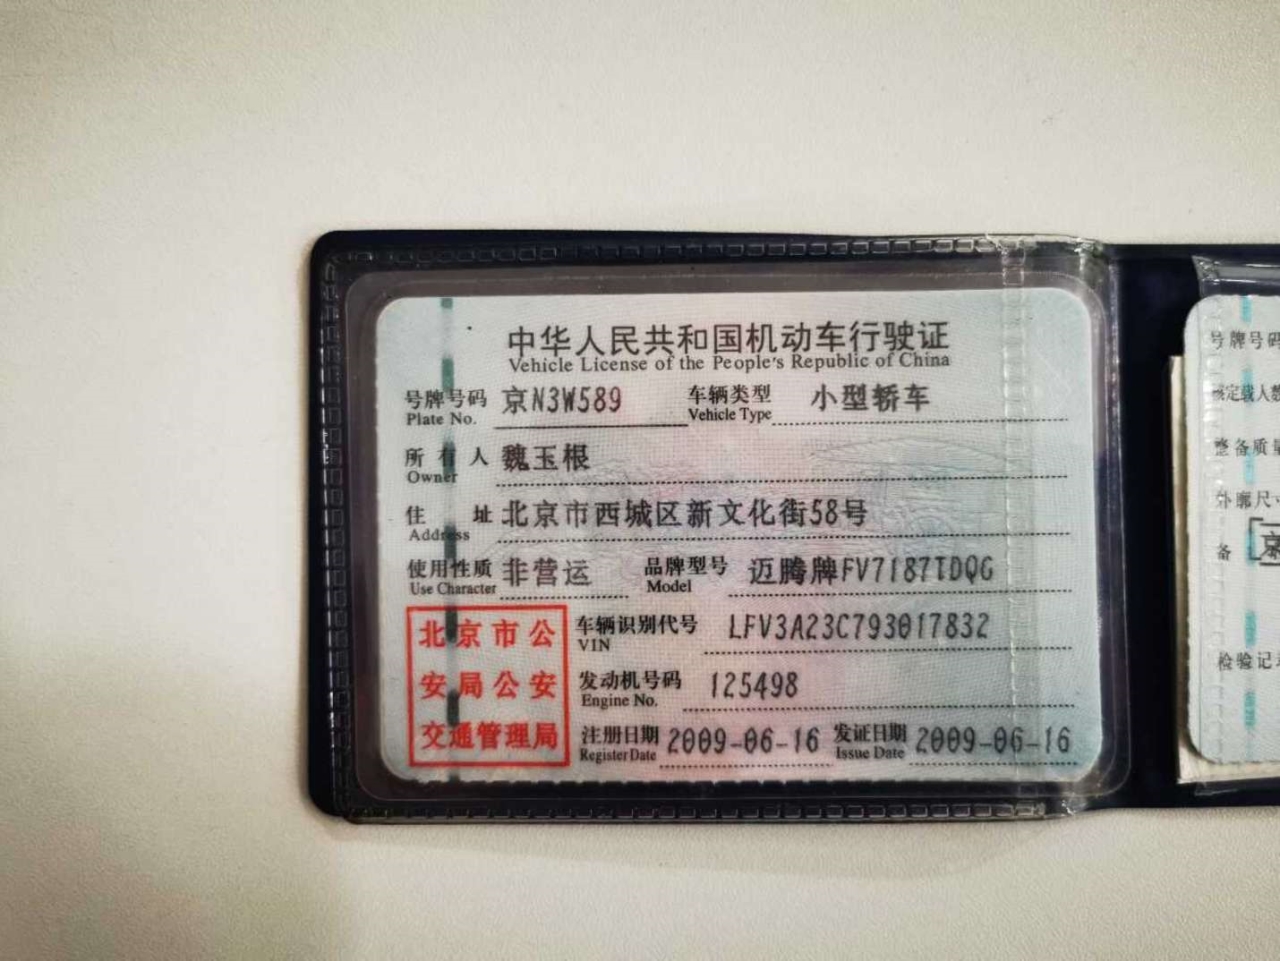 中华人民共和国机动车行驶证
Vehicle License of the People's Republic of China
号牌号码 京N3W589 车辆类型 小型轿车
Plate No. Vehicle Type
所有人 魏玉根
Owner
住址 北京市西城区新文化街58号
Address
使用性质 非营运 品牌型号 迈腾牌FV7187TDQG
Use Character Model
车辆识别代号 LFV3A23C793017832
VIN
发动机号码 125498
Engine No.
注册日期 2009-06-16 发证日期 2009-06-16
Register Date Issue Date
北京市公
安局公安
交通管理局
号牌号码
核定载人数
整备质量
外廓尺寸
备
京
检验记录